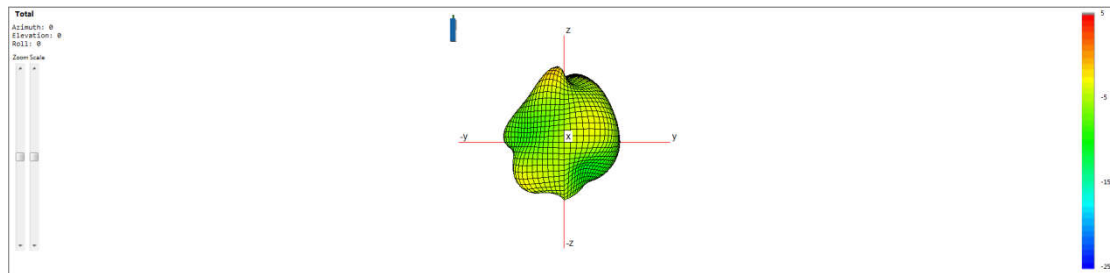 Total
Azimuth: 0
Elevation: 0
Roll: 0
Zoom Scale
z
-y
x
y
-z
5
-5
-15
-25